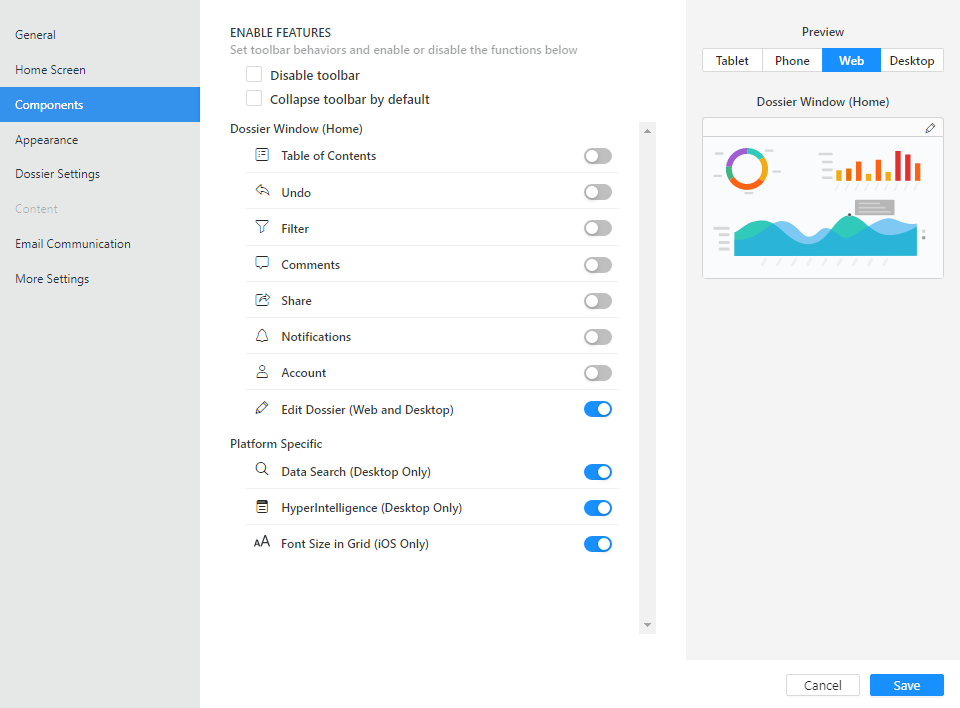 General
Home Screen
Components
Appearance
Dossier Settings
Content
Email Communication
More Settings
ENABLE FEATURES
Set toolbar behaviors and enable or disable the functions below
Disable toolbar
Collapse toolbar by default
Dossier Window (Home)
Table of Contents
Undo
Filter
Comments
Share
Notifications
Account
Edit Dossier (Web and Desktop)
Platform Specific
Data Search (Desktop Only)
HyperIntelligence (Desktop Only)
AA Font Size in Grid (iOS Only)
Preview
Tablet Phone Web Desktop
Dossier Window (Home)
Cancel Save